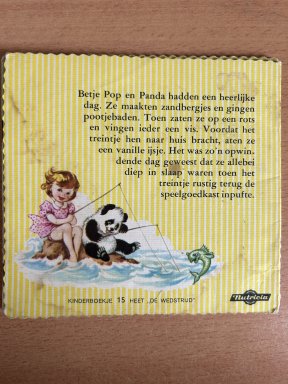 Betje Pop en Panda hadden een heerlijke
dag. Ze maakten zandbergjes en gingen
pootjebaden. Toen zaten ze op een rots
en vingen ieder een vis. Voordat het
treintje hen naar huis bracht, aten ze
een vanille ijsje. Het was zo'n opwin-
dende dag geweest dat ze allebei
diep in slaap waren toen het
treintje rustig terug de
speelgoedkast inpufte.
KINDERBOEKJE 15 HEET „DE WEDSTRIJD"
Nutricia